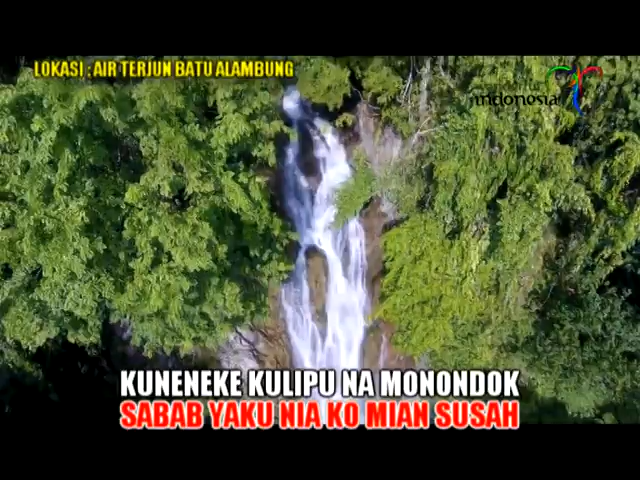 LOKASI : AIR TERJUN BATU ALAMBUNG
indonesia
KUNENEKE KULIPU NA MONONDOK
SABAB YAKU NIA KO MIAN SUSAH